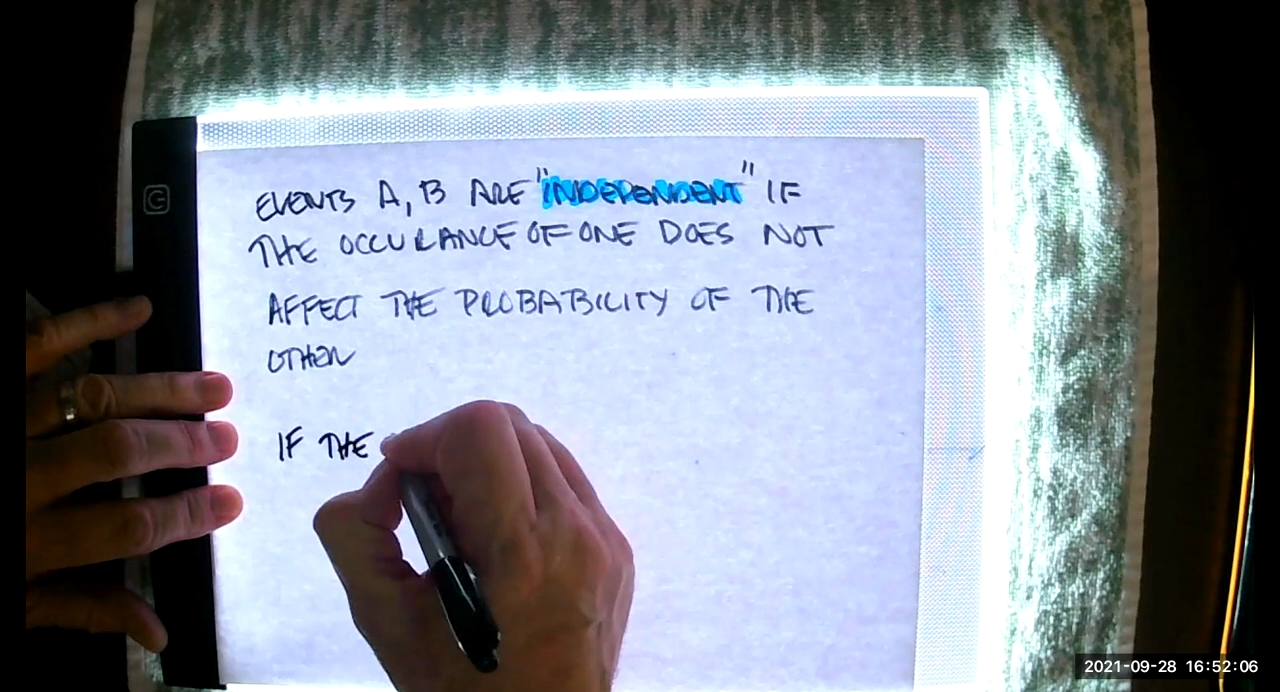 EVENTS A, B ARE "INDEPENDENT" IF
THE OCCURANCE OF ONE DOES NOT
AFFECT THE PROBABILITY OF THE
OTHER
IF THE
2021-09-28 16:52:06